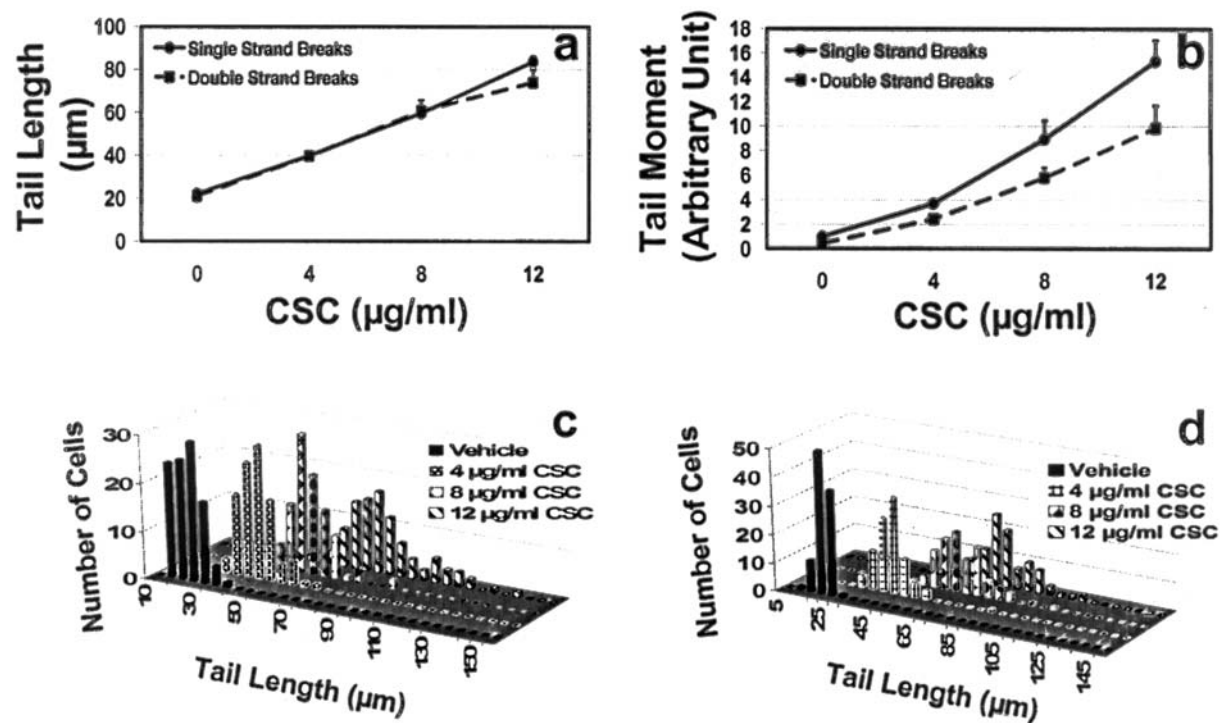 a
Single Strand Breaks
Double Strand Breaks
Tail Length
(µm)
100
80
60
40
20
0
0 4 8 12
CSC (µg/ml)
b
Single Strand Breaks
Double Strand Breaks
Tail Moment
(Arbitrary Unit)
18
16
14
12
10
8
6
4
2
0
0 4 8 12
CSC (µg/ml)
c
Vehicle
4 µg/ml CSC
8 µg/ml CSC
12 µg/ml CSC
Number of Cells
30
20
10
0
10 30 50 70 90 110 130 150
Tail Length (µm)
d
Vehicle
4 µg/ml CSC
8 µg/ml CSC
12 µg/ml CSC
Number of Cells
50
40
30
20
10
0
5 25 45 65 85 105 125 145
Tail Length (µm)